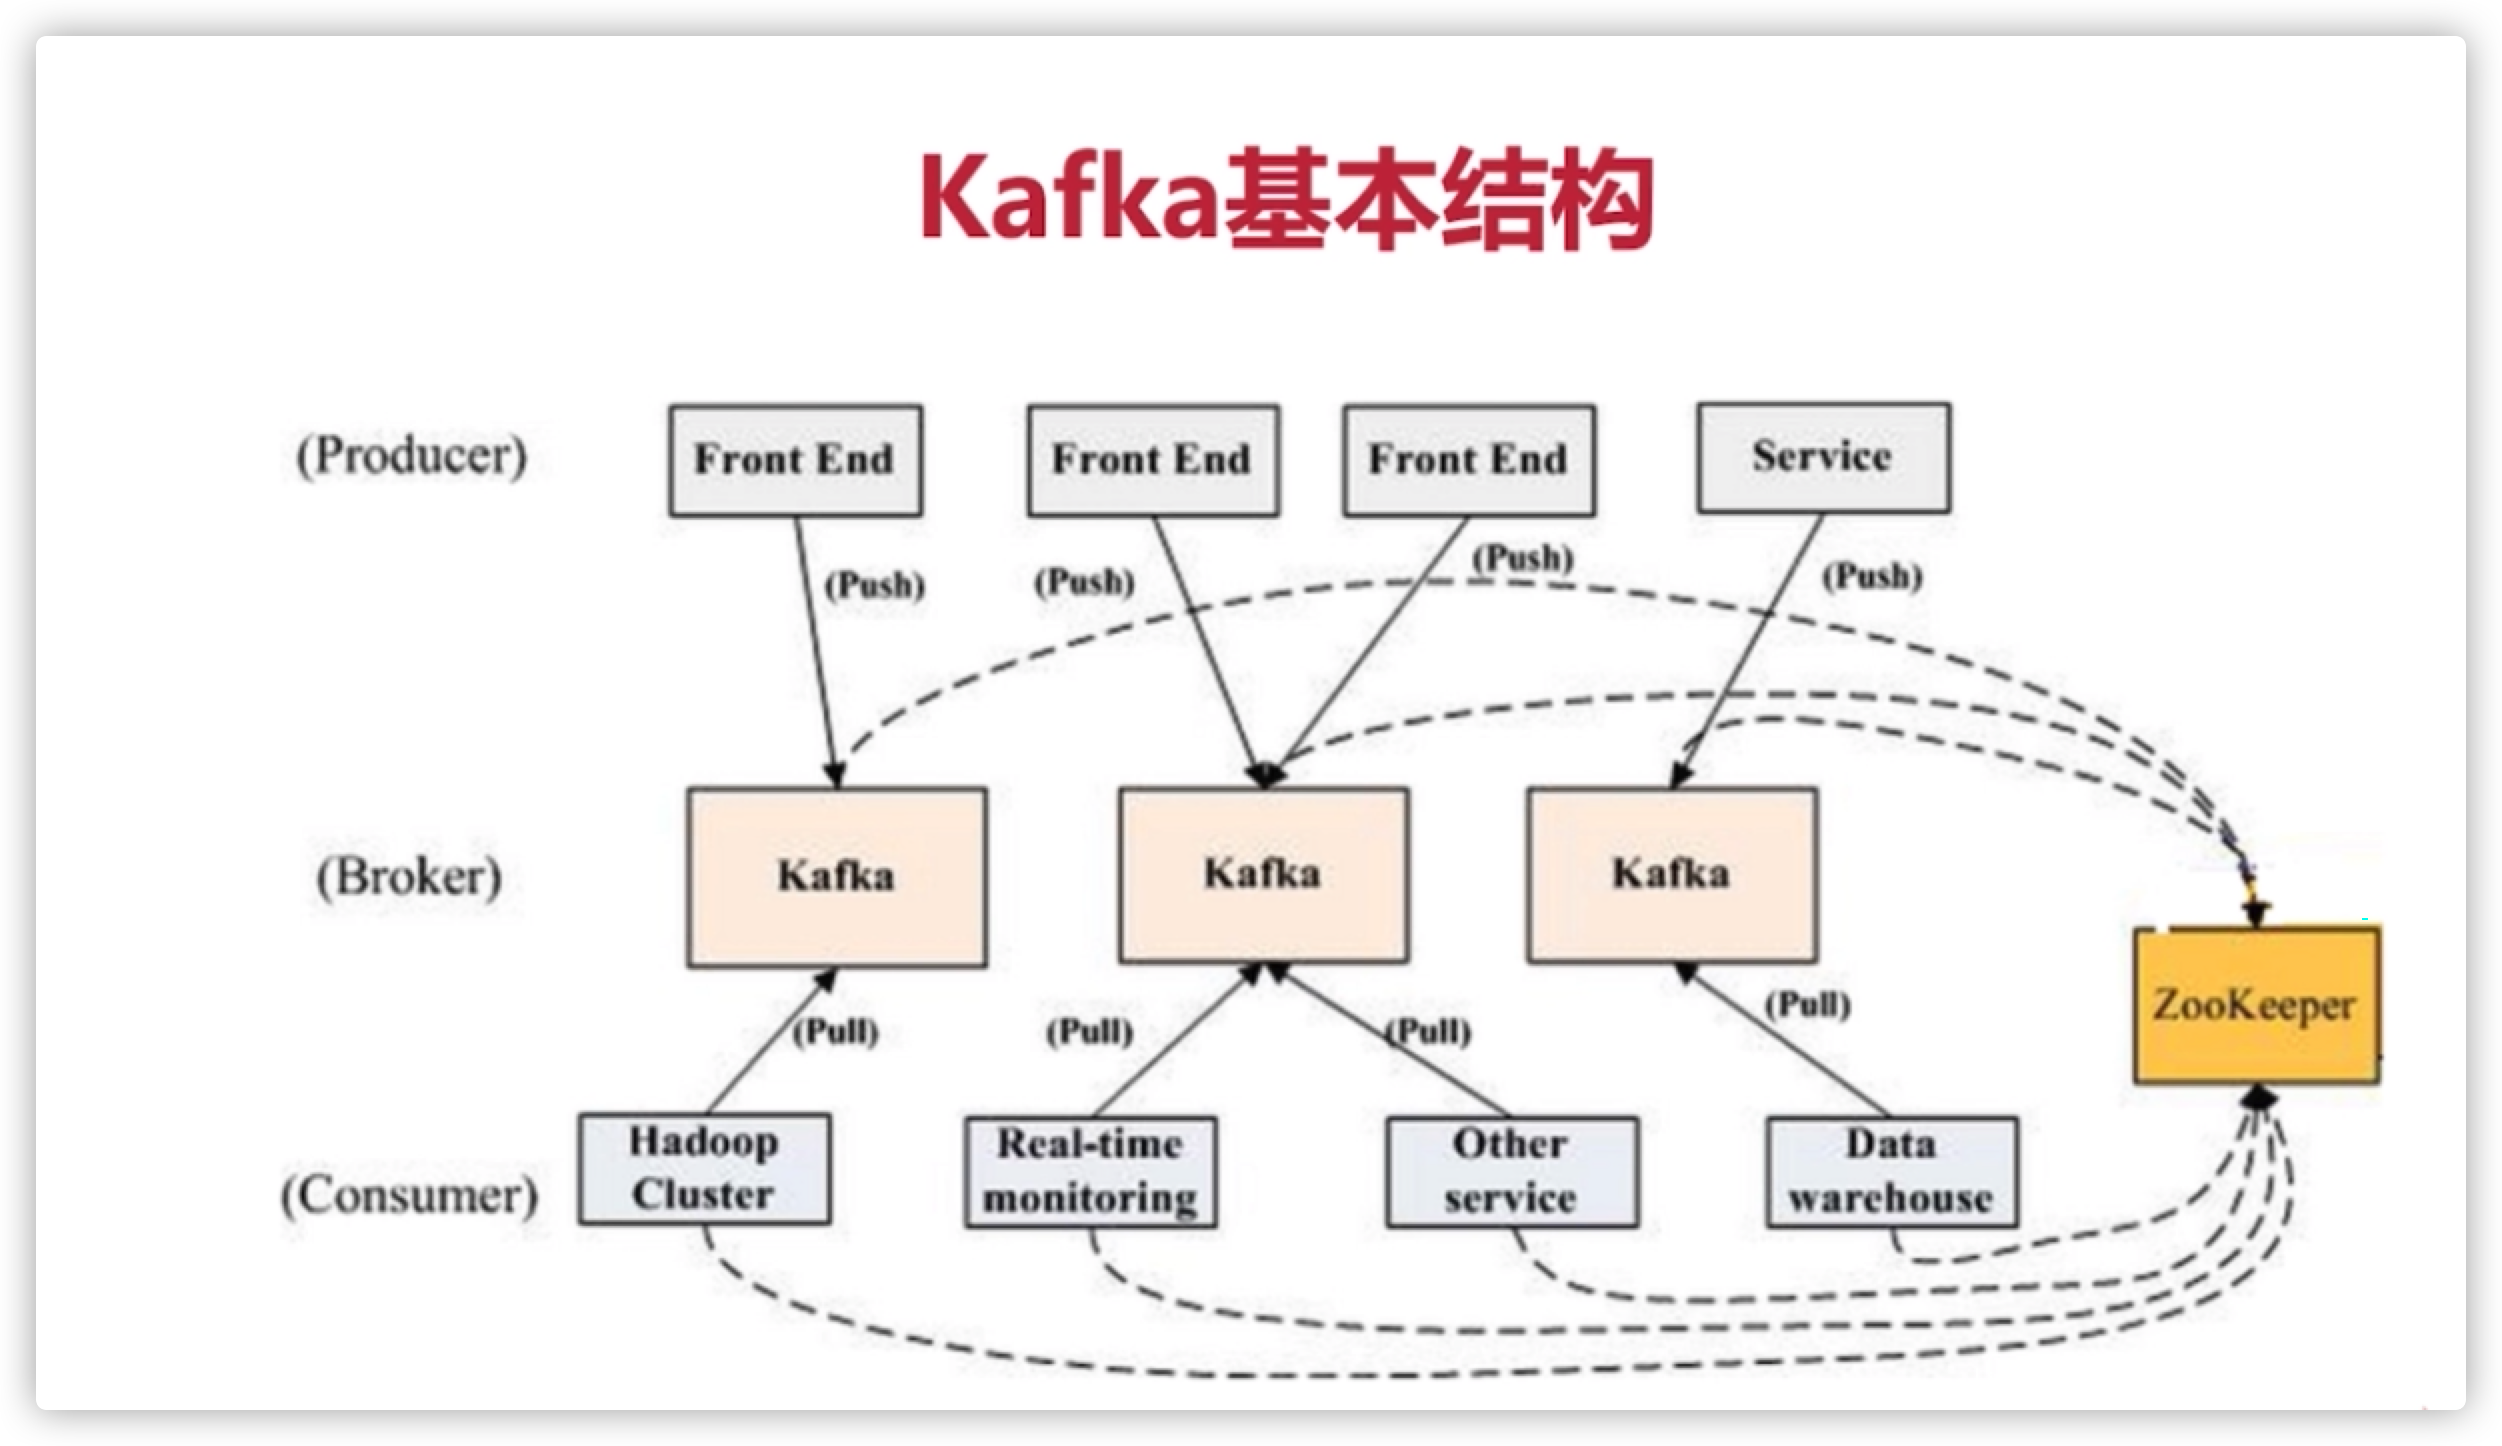 Kafka基本结构
(Producer)
Front End
Front End
Front End
Service
(Push)
(Push)
(Push)
(Push)
(Broker)
Kafka
Kafka
Kafka
ZooKeeper
(Pull)
(Pull)
(Pull)
(Pull)
(Consumer)
Hadoop
Cluster
Real-time
monitoring
Other
service
Data
warehouse